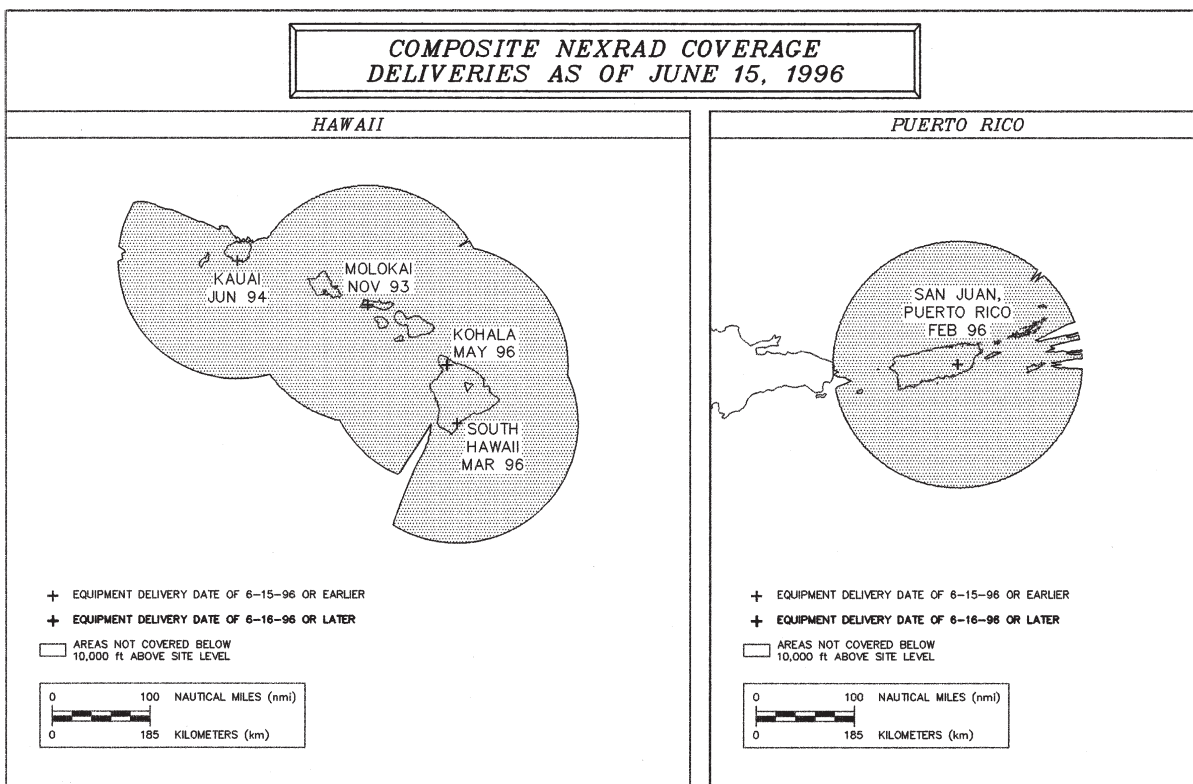 COMPOSITE NEXRAD COVERAGE
DELIVERIES AS OF JUNE 15, 1996
HAWAII
KAUAI
JUN 94
MOLOKAI
NOV 93
KOHALA
MAY 96
SOUTH
HAWAII
MAR 96
+ EQUIPMENT DELIVERY DATE OF 6-15-96 OR EARLIER
+ EQUIPMENT DELIVERY DATE OF 6-16-96 OR LATER
AREAS NOT COVERED BELOW
10,000 ft ABOVE SITE LEVEL
0 100 NAUTICAL MILES (nmi)
0 185 KILOMETERS (km)
PUERTO RICO
SAN JUAN,
PUERTO RICO
FEB 96
+ EQUIPMENT DELIVERY DATE OF 6-15-96 OR EARLIER
+ EQUIPMENT DELIVERY DATE OF 6-16-96 OR LATER
AREAS NOT COVERED BELOW
10,000 ft ABOVE SITE LEVEL
0 100 NAUTICAL MILES (nmi)
0 185 KILOMETERS (km)